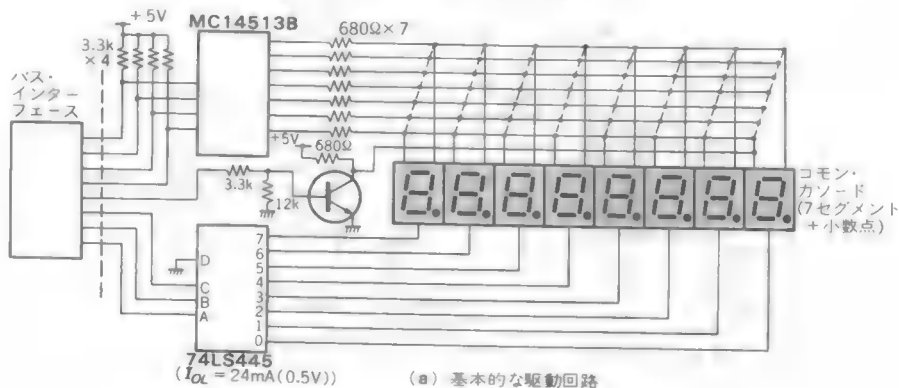 +5V
MC14513B
680Ω×7
3.3k
×4
バス・
インター
フェース
+5V
680Ω
3.3k
12k
コモン・
カソード
(7セグメント
+小数点)
7
6
5
4
3
2
1
0
D
C
B
A
74LS445
(IOL=24mA(0.5V))
(a) 基本的な駆動回路